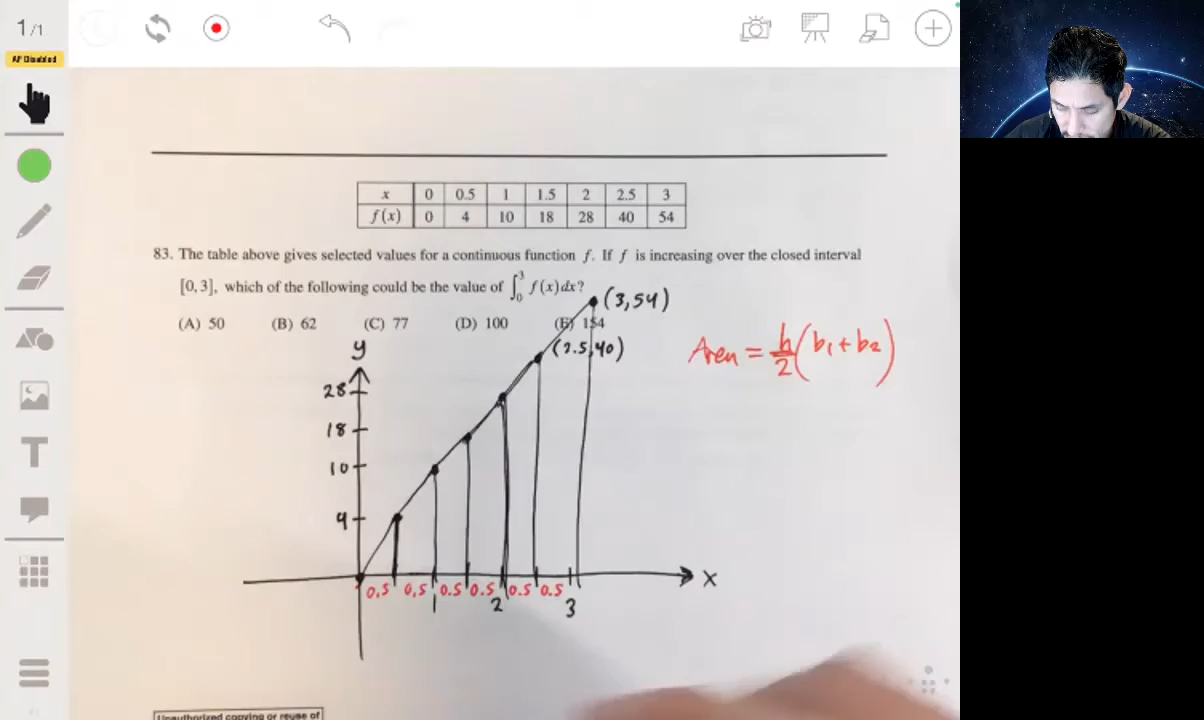 1/1
AP Disabled
x 0 0.5 1 1.5 2 2.5 3
f(x) 0 4 10 18 28 40 54
83. The table above gives selected values for a continuous function f. If f is increasing over the closed interval
[0, 3], which of the following could be the value of ∫₀³ f(x)dx?
(A) 50 (B) 62 (C) 77 (D) 100 (E) 154
(3,54)
(2.5,40)
Area = h/2(b₁+b₂)
y
28
18
10
4
x
0.5 0.5 0.5 0.5 0.5 0.5
1 2 3
T
Unauthorized copying or reuse of